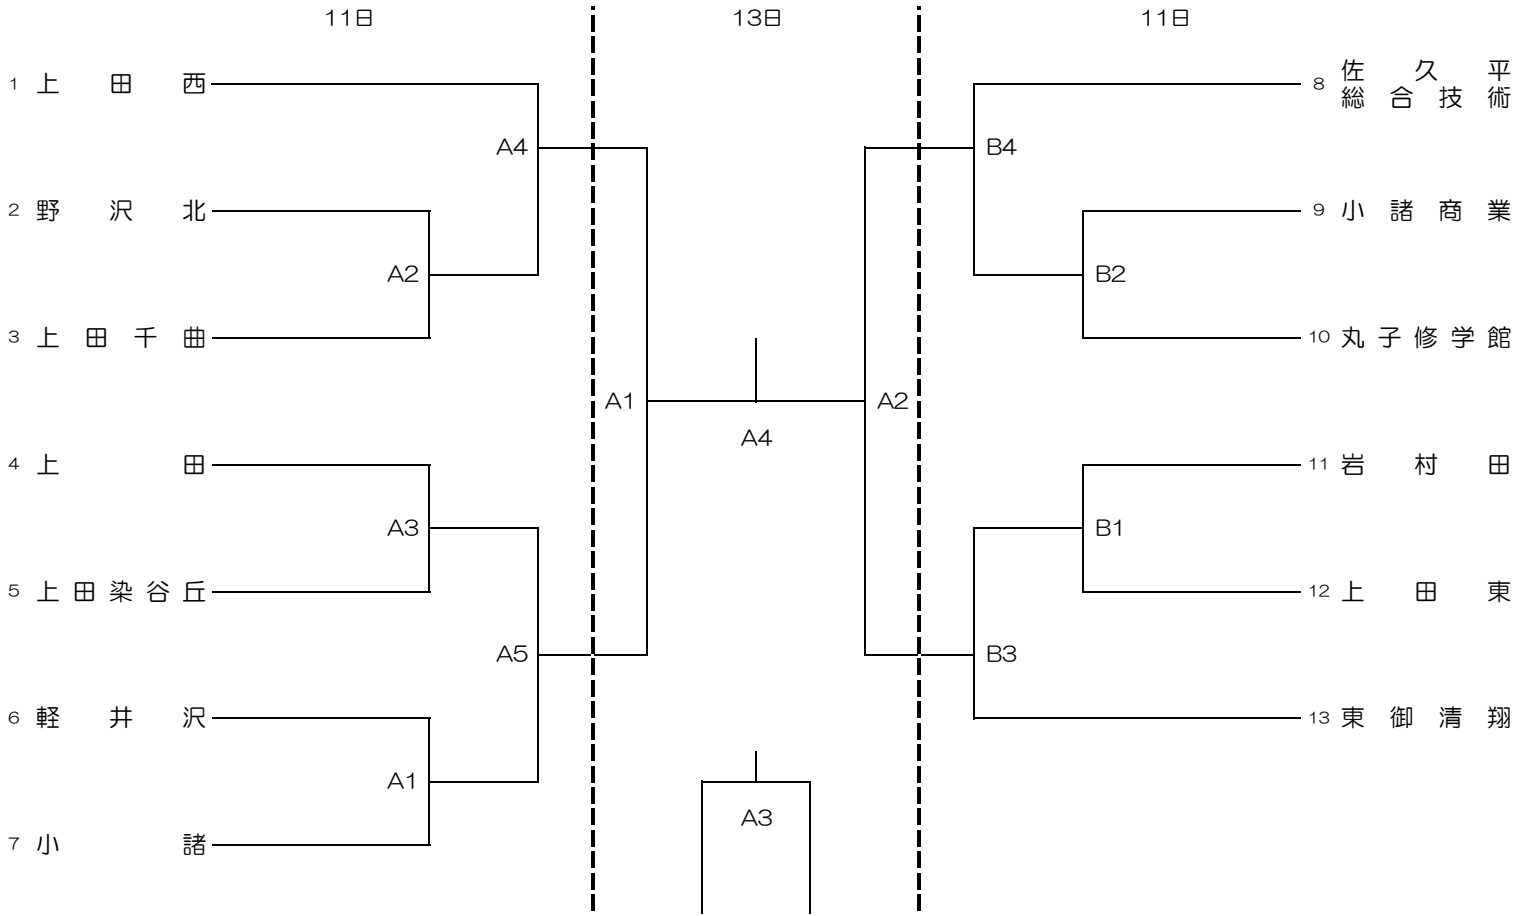 11日 13日 11日
1 上田西
8 佐久平
総合技術
A4
B4
2 野沢北
9 小諸商業
A2
B2
3 上田千曲
10 丸子修学館
A1
A2
A4
4 上田
11 岩村田
A3
B1
5 上田染谷丘
12 上田東
A5
B3
6 軽井沢
13 東御清翔
A1
A3
7 小諸